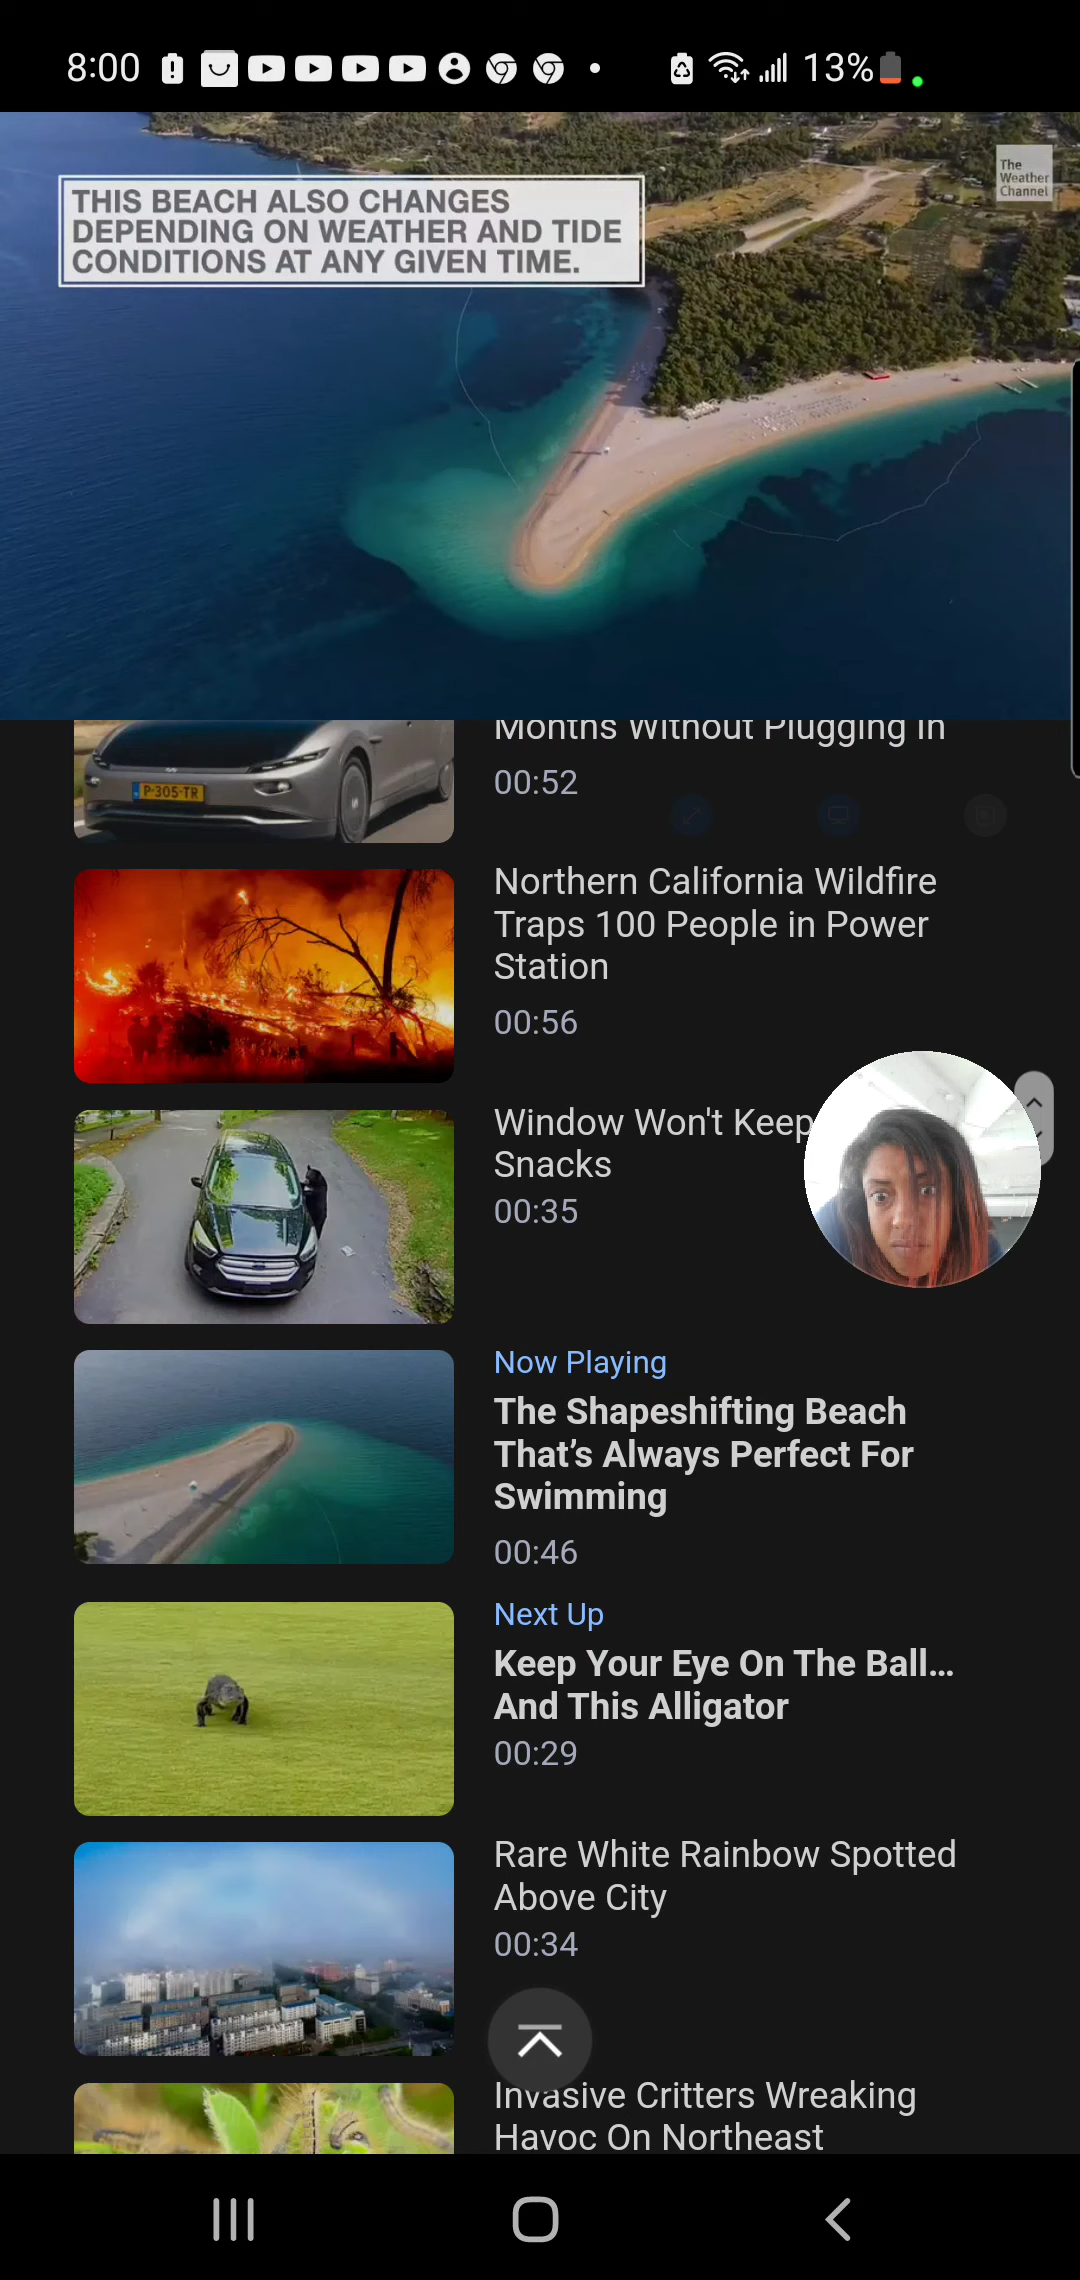 8:00
13%
The
Weather
Channel
THIS BEACH ALSO CHANGES
DEPENDING ON WEATHER AND TIDE
CONDITIONS AT ANY GIVEN TIME.
Months Without Plugging In
00:52
P-305-TR
Northern California Wildfire
Traps 100 People in Power
Station
00:56
Window Won't Keep
Snacks
00:35
Now Playing
The Shapeshifting Beach
That’s Always Perfect For
Swimming
00:46
Next Up
Keep Your Eye On The Ball…
And This Alligator
00:29
Rare White Rainbow Spotted
Above City
00:34
Invasive Critters Wreaking
Havoc On Northeast